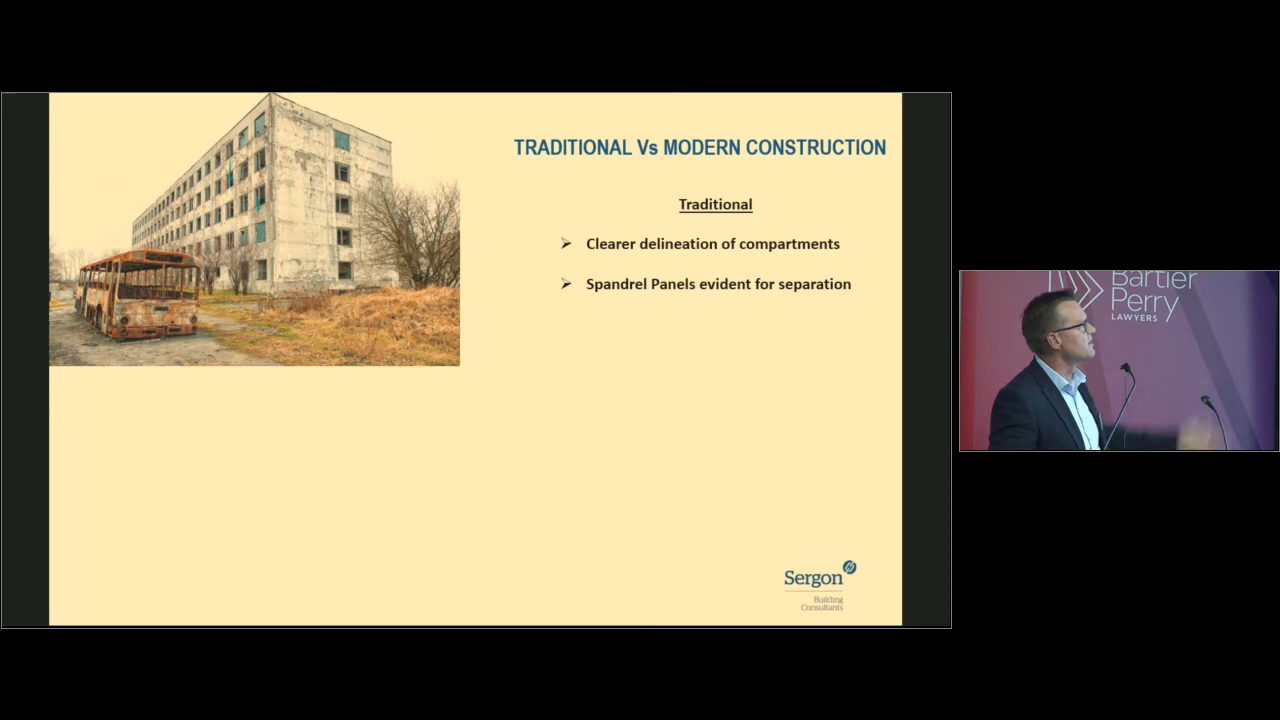 TRADITIONAL Vs MODERN CONSTRUCTION
Traditional
➢ Clearer delineation of compartments
➢ Spandrel Panels evident for separation
Sergon
Building
Consultants
Bartier
Perry
LAWYERS